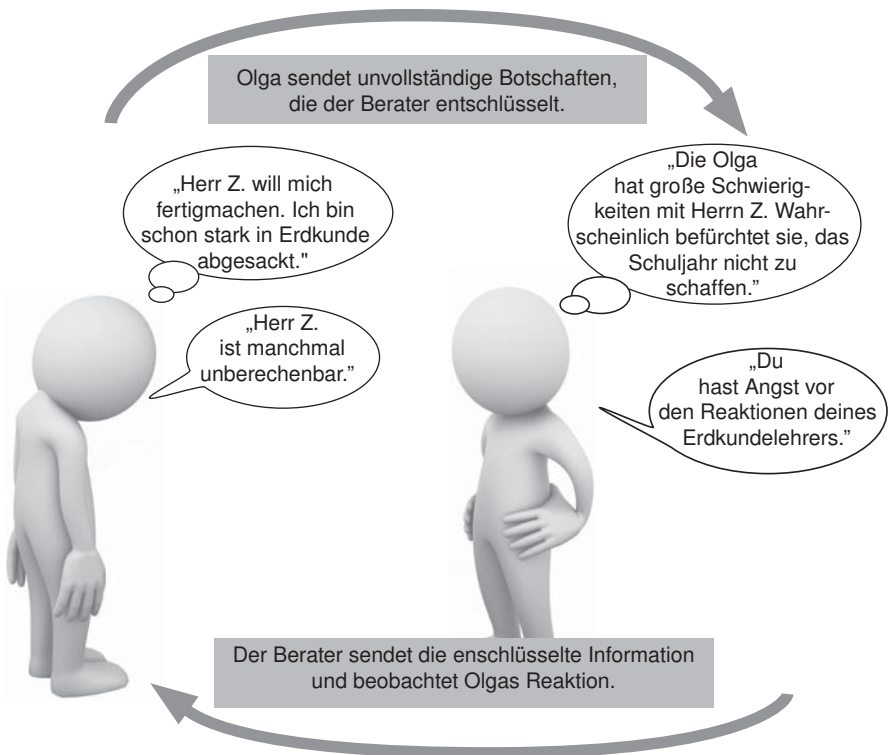 Olga sendet unvollständige Botschaften,
die der Berater entschlüsselt.
„Herr Z. will mich
fertigmachen. Ich bin
schon stark in Erdkunde
abgesackt."
„Herr Z.
ist manchmal
unberechenbar.”
„Die Olga
hat große Schwierig-
keiten mit Herrn Z. Wahr-
scheinlich befürchtet sie, das
Schuljahr nicht zu
schaffen.”
„Du
hast Angst vor
den Reaktionen deines
Erdkundelehrers.”
Der Berater sendet die enschlüsselte Information
und beobachtet Olgas Reaktion.